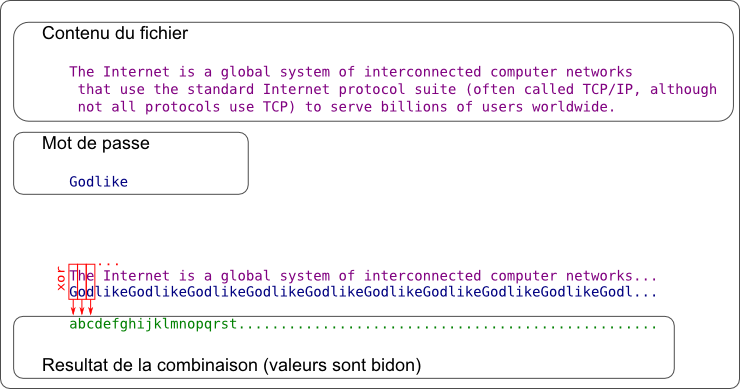 Contenu du fichier
The Internet is a global system of interconnected computer networks
that use the standard Internet protocol suite (often called TCP/IP, although
not all protocols use TCP) to serve billions of users worldwide.
Mot de passe
Godlike
...
xor
The Internet is a global system of interconnected computer networks...
GodlikeGodlikeGodlikeGodlikeGodlikeGodlikeGodlikeGodlikeGodlikeGodl...
abcdefghijklmnopqrst..................................................
Resultat de la combinaison (valeurs sont bidon)